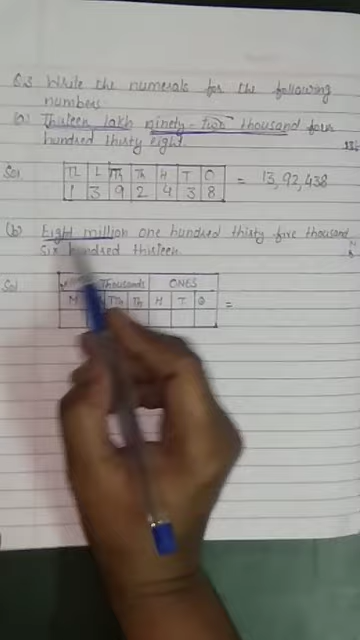 Q.3 Write the numerals for the following
numbers
(a) Thirteen lakh ninety-two thousand four
hundred thirty eight.
Sol TL L TTh Th H T O
1 3 9 2 4 3 8 = 13,92,438
(b) Eight million one hundred thirty five thousand
six hundred thirteen
Sol Thousands ONES
M TTh Th H T O =